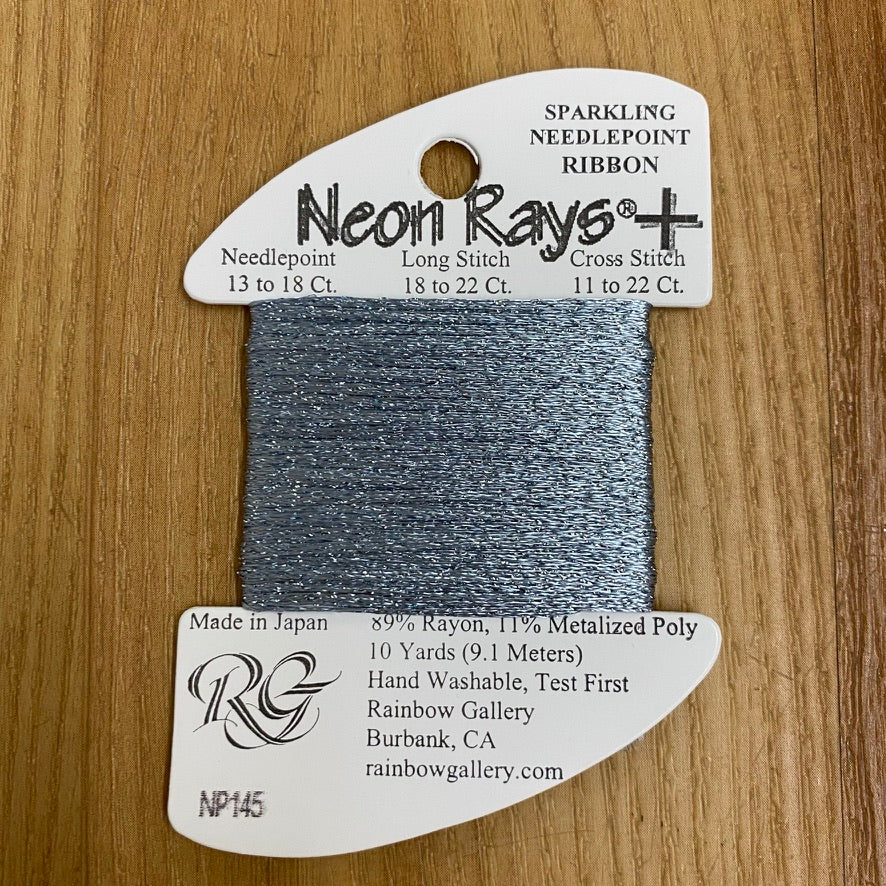 SPARKLING
NEEDLEPOINT
RIBBON
Neon Rays®+
Needlepoint Long Stitch Cross Stitch
13 to 18 Ct. 18 to 22 Ct. 11 to 22 Ct.
Made in Japan 89% Rayon, 11% Metalized Poly
10 Yards (9.1 Meters)
Hand Washable, Test First
RG
Rainbow Gallery
Burbank, CA
rainbowgallery.com
NP145